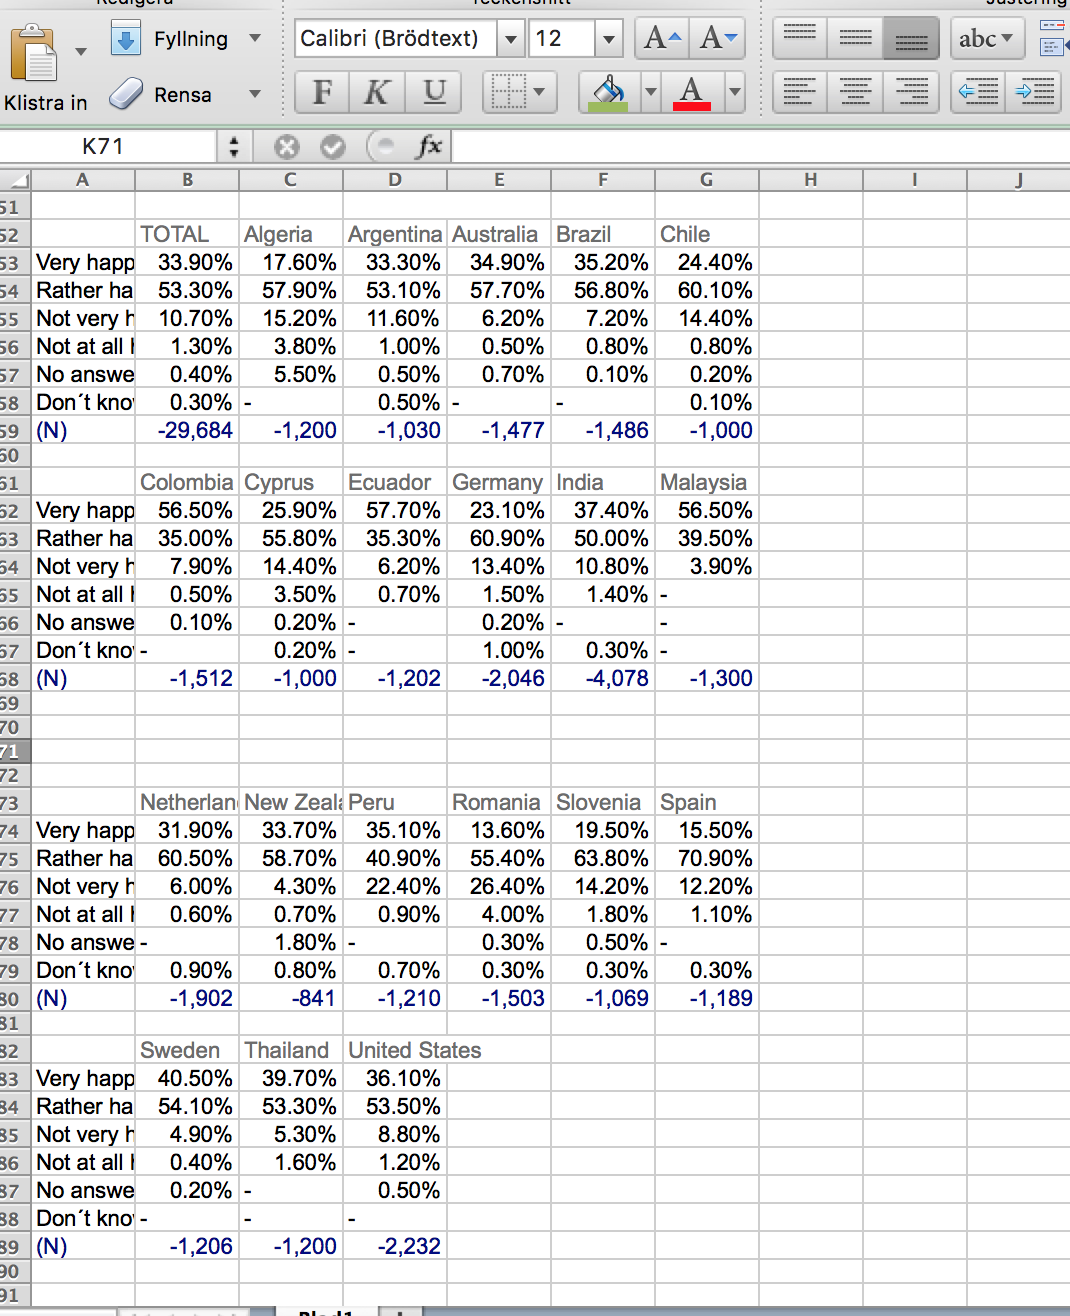 Fyllning
Calibri (Brödtext) 12 A A abc
Klistra in Rensa F K U A
K71 fx
A B C D E F G H I J
51
52 TOTAL Algeria Argentina Australia Brazil Chile
53 Very happ 33.90% 17.60% 33.30% 34.90% 35.20% 24.40%
54 Rather ha 53.30% 57.90% 53.10% 57.70% 56.80% 60.10%
55 Not very h 10.70% 15.20% 11.60% 6.20% 7.20% 14.40%
56 Not at all h 1.30% 3.80% 1.00% 0.50% 0.80% 0.80%
57 No answe 0.40% 5.50% 0.50% 0.70% 0.10% 0.20%
58 Don´t kno 0.30% - 0.50% - - 0.10%
59 (N) -29,684 -1,200 -1,030 -1,477 -1,486 -1,000
60
61 Colombia Cyprus Ecuador Germany India Malaysia
62 Very happ 56.50% 25.90% 57.70% 23.10% 37.40% 56.50%
63 Rather ha 35.00% 55.80% 35.30% 60.90% 50.00% 39.50%
64 Not very h 7.90% 14.40% 6.20% 13.40% 10.80% 3.90%
65 Not at all h 0.50% 3.50% 0.70% 1.50% 1.40% -
66 No answe 0.10% 0.20% - 0.20% - -
67 Don´t kno - 0.20% - 1.00% 0.30% -
68 (N) -1,512 -1,000 -1,202 -2,046 -4,078 -1,300
69
70
71
72
73 Netherlan New Zeala Peru Romania Slovenia Spain
74 Very happ 31.90% 33.70% 35.10% 13.60% 19.50% 15.50%
75 Rather ha 60.50% 58.70% 40.90% 55.40% 63.80% 70.90%
76 Not very h 6.00% 4.30% 22.40% 26.40% 14.20% 12.20%
77 Not at all h 0.60% 0.70% 0.90% 4.00% 1.80% 1.10%
78 No answe - 1.80% - 0.30% 0.50% -
79 Don´t kno 0.90% 0.80% 0.70% 0.30% 0.30% 0.30%
80 (N) -1,902 -841 -1,210 -1,503 -1,069 -1,189
81
82 Sweden Thailand United States
83 Very happ 40.50% 39.70% 36.10%
84 Rather ha 54.10% 53.30% 53.50%
85 Not very h 4.90% 5.30% 8.80%
86 Not at all h 0.40% 1.60% 1.20%
87 No answe 0.20% - 0.50%
88 Don´t kno - - -
89 (N) -1,206 -1,200 -2,232
90
91